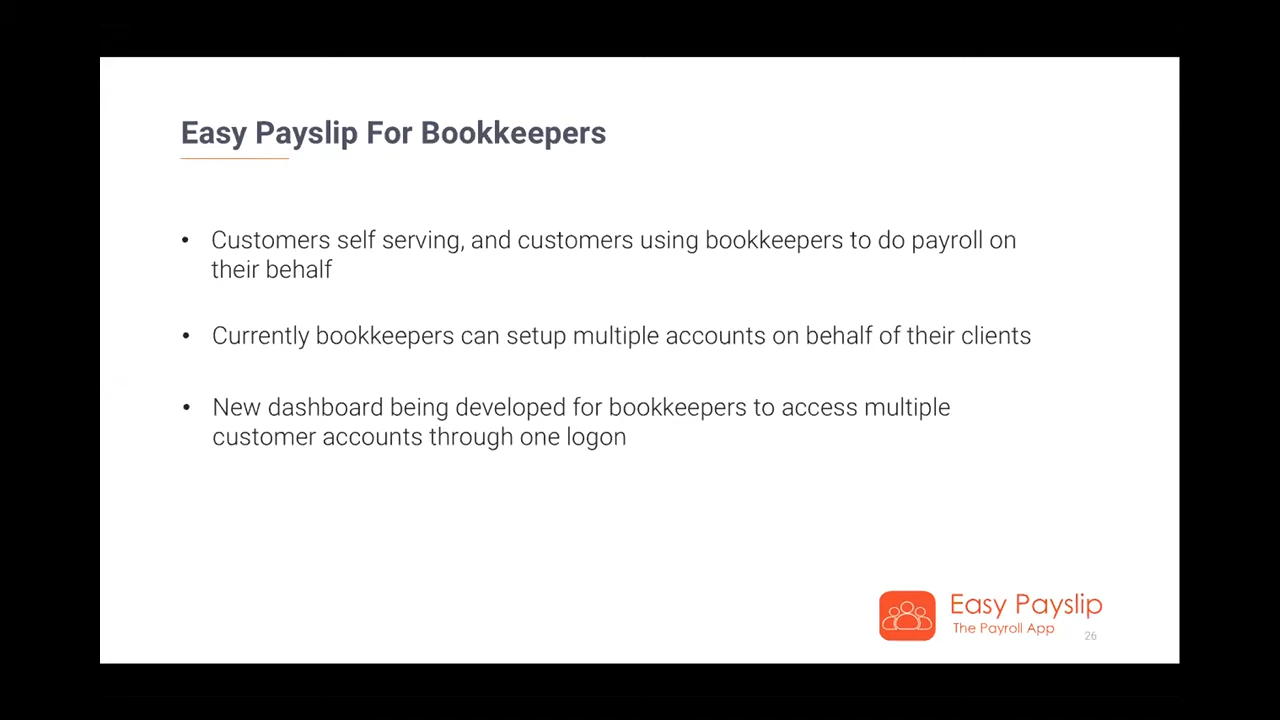 Easy Payslip For Bookkeepers
• Customers self serving, and customers using bookkeepers to do payroll on
their behalf
• Currently bookkeepers can setup multiple accounts on behalf of their clients
• New dashboard being developed for bookkeepers to access multiple
customer accounts through one logon
Easy Payslip
The Payroll App
26